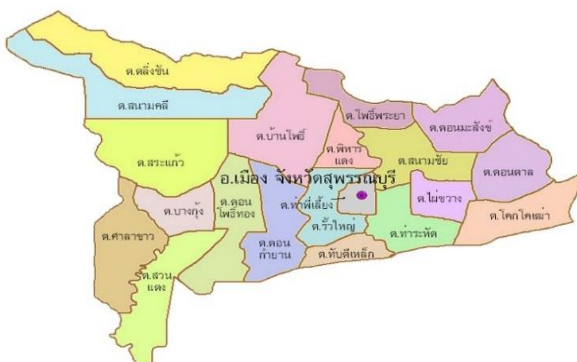 ต.ตลิ่งชัน
ต.สนามคลี
ต.โพธิ์พระยา
ต.ดอนมะสังข์
ต.บ้านโพธิ์
ต.พิหาร
แดง
ต.สนามชัย
ต.สระแก้ว
ต.ดอนตาล
อ.เมือง จังหวัดสุพรรณบุรี
ต.ดอน
โพธิ์ทอง
ต.ท่าพี่เลี้ยง
ต.ไผ่ขวาง
ต.บางกุ้ง
ต.รั้วใหญ่
ต.โคกโคเฒ่า
ต.ศาลาขาว
ต.ท่าระหัด
ต.ดอน
กำยาน
ต.ทับตีเหล็ก
ต.สวน
แตง